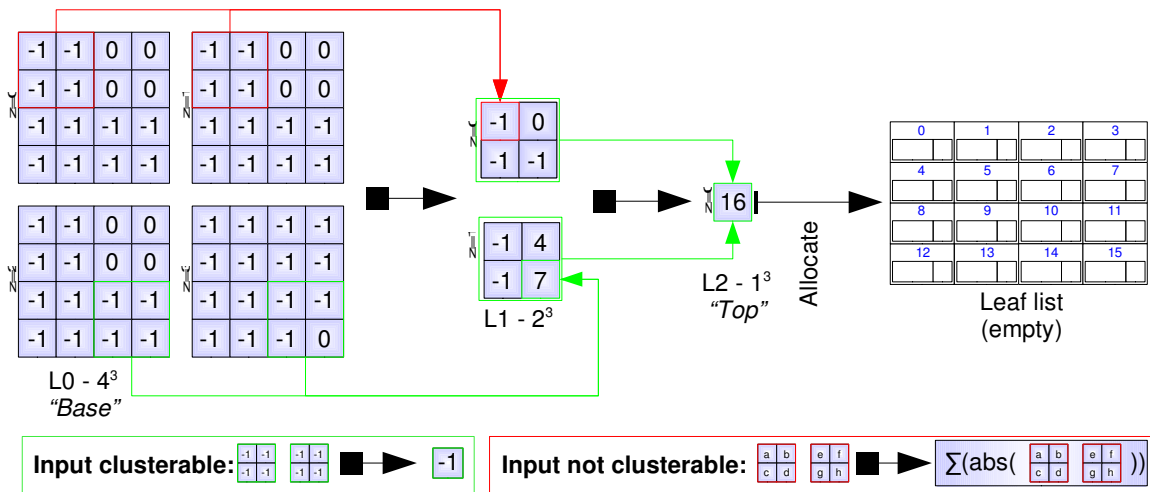 -1 -1 0 0
-1 -1 0 0
-1 -1 -1 -1
-1 -1 -1 -1
-1 -1 0 0
-1 -1 0 0
-1 -1 -1 -1
-1 -1 -1 -1
-1 -1 0 0
-1 -1 0 0
-1 -1 -1 -1
-1 -1 -1 -1
-1 -1 -1 -1
-1 -1 -1 -1
-1 -1 -1 -1
-1 -1 -1 0
L0 - 4³
“Base”
-1 0
-1 -1
-1 4
-1 7
L1 - 2³
16
L2 - 1³
“Top”
Allocate
0 1 2 3
4 5 6 7
8 9 10 11
12 13 14 15
Leaf list
(empty)
Input clusterable:
-1 -1
-1 -1
-1 -1
-1 -1
-1
Input not clusterable:
a b
c d
e f
g h
∑(abs(
a b
c d
e f
g h
))